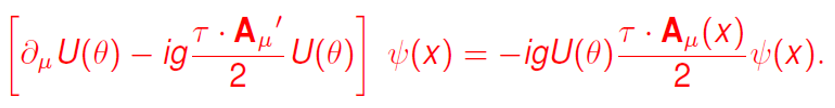 [∂_μ U(θ) − ig (τ · A_μ′)/2 U(θ)] ψ(x) = −igU(θ) (τ · A_μ(x))/2 ψ(x).